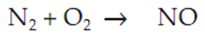 N₂ + O₂ → NO